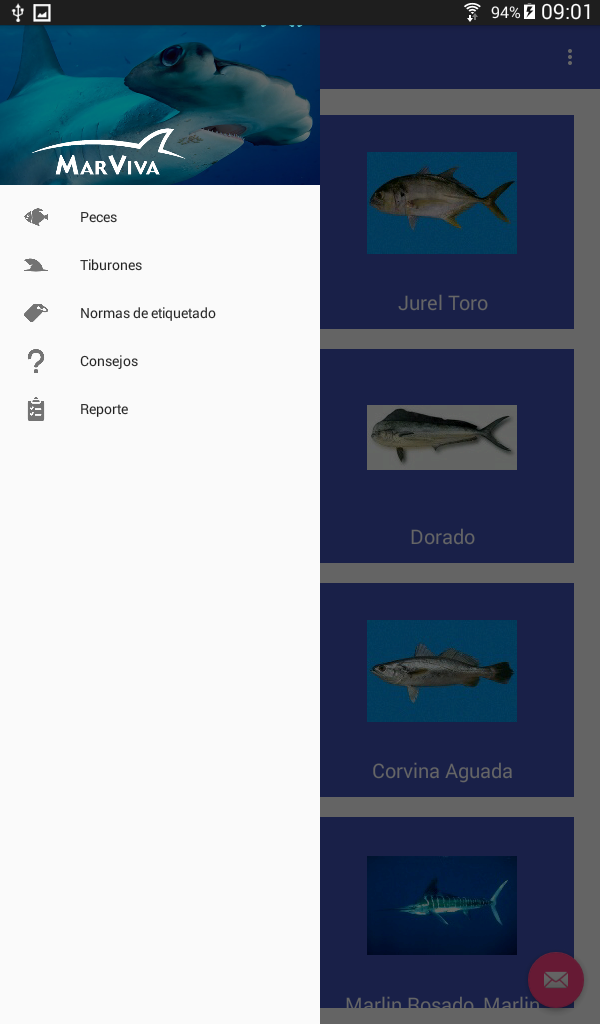 94% 09:01
MARVIVA
Peces
Tiburones
Normas de etiquetado
Consejos
Reporte
Jurel Toro
Dorado
Corvina Aguada
Marlin Rosado, Marlin